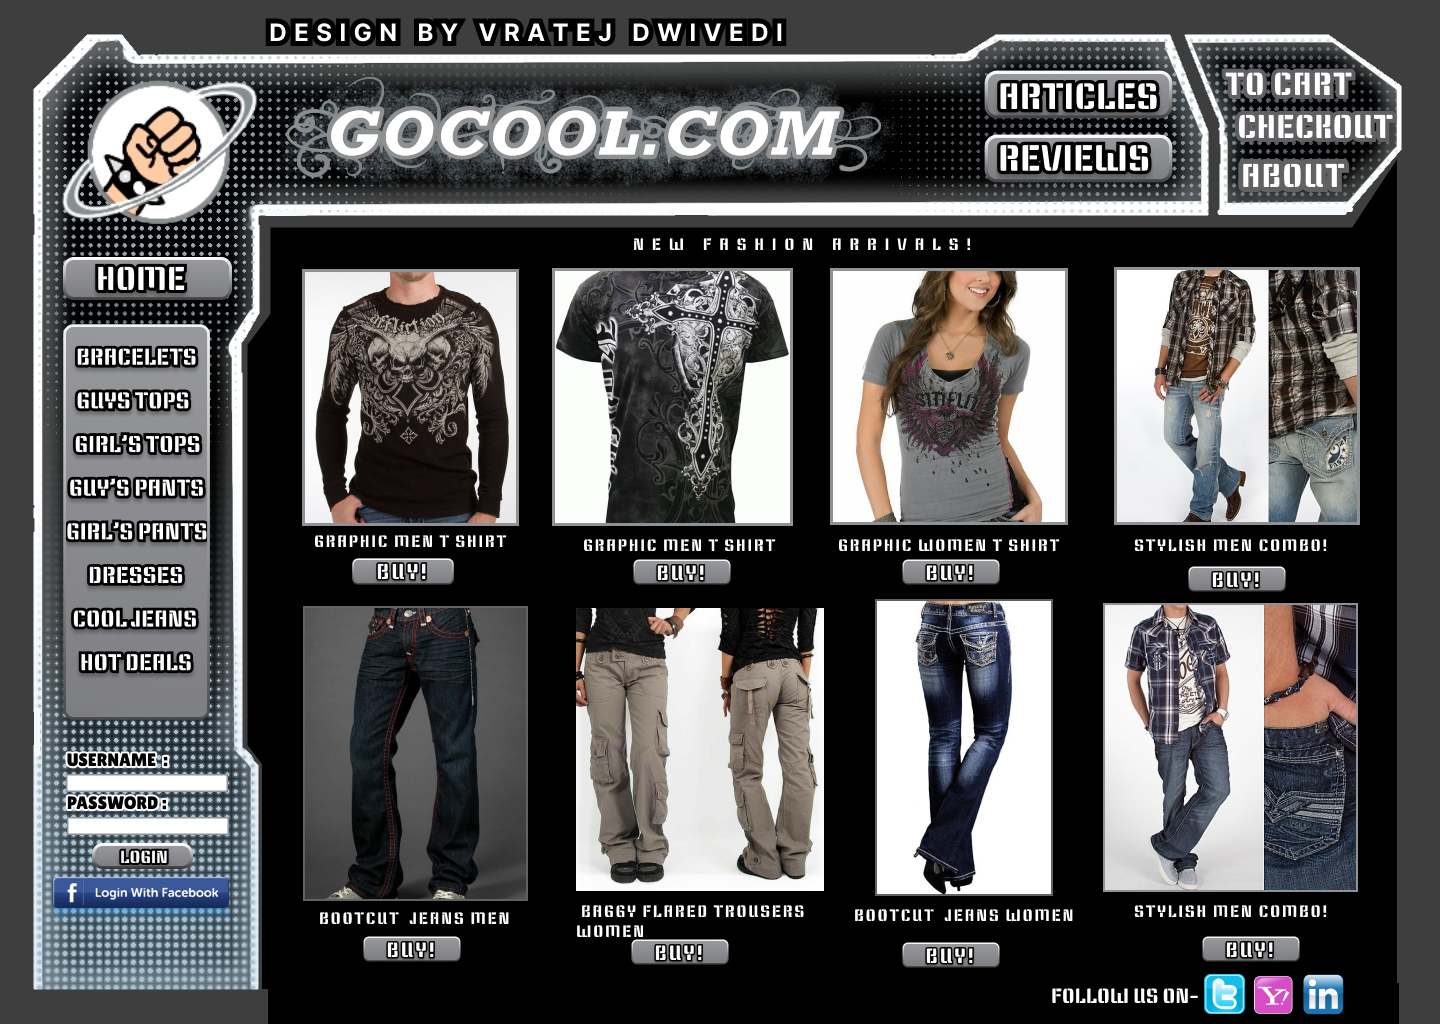 DESIGN BY VRATEJ DWIVEDI
GOCOOL.COM
ARTICLES
REVIEWS
TO CART
CHECKOUT
ABOUT
HOME
BRACELETS
GUYS TOPS
GIRL'S TOPS
GUY'S PANTS
GIRL'S PANTS
DRESSES
COOL JEANS
HOT DEALS
USERNAME :
PASSWORD :
LOGIN
f Login With Facebook
NEW FASHION ARRIVALS!
affliction
SINFUL
GRAPHIC MEN T SHIRT
BUY!
GRAPHIC MEN T SHIRT
BUY!
GRAPHIC WOMEN T SHIRT
BUY!
STYLISH MEN COMBO!
BUY!
BOOTCUT JEANS MEN
BUY!
BAGGY FLARED TROUSERS
WOMEN
BUY!
BOOTCUT JEANS WOMEN
BUY!
STYLISH MEN COMBO!
BUY!
FOLLOW US ON-
t
Y!
in